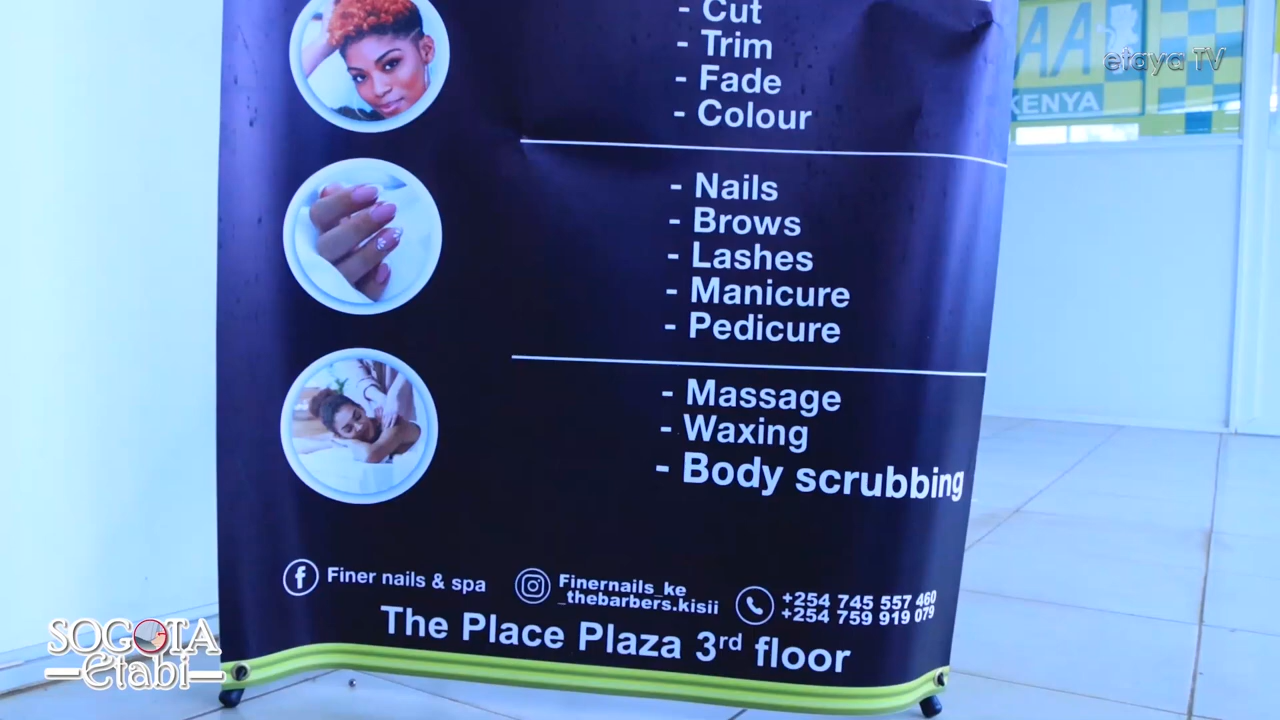 - Cut
- Trim
- Fade
- Colour
AA
KENYA
etaya TV
- Nails
- Brows
- Lashes
- Manicure
- Pedicure
- Massage
- Waxing
- Body scrubbing
Finer nails & spa
Finernails_ke
_thebarbers.kisii
+254 745 557 460
+254 759 919 079
The Place Plaza 3rd floor
SOGOTA
Etabi